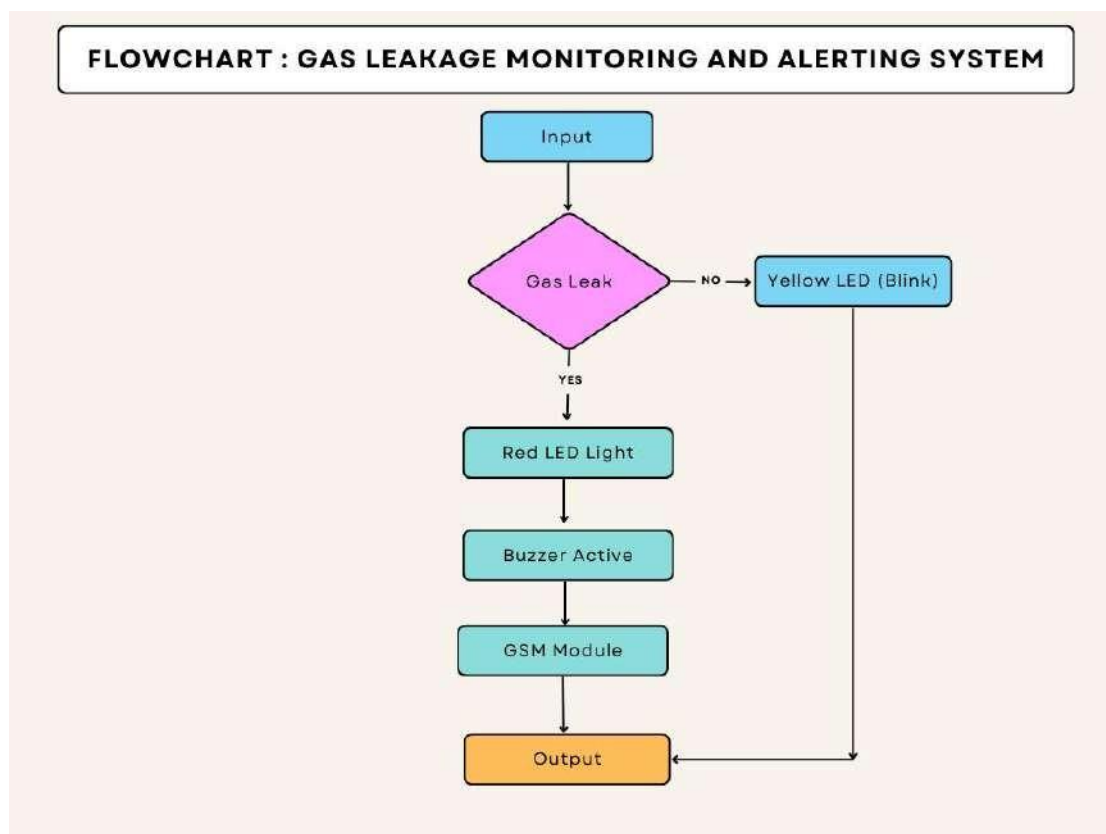 FLOWCHART : GAS LEAKAGE MONITORING AND ALERTING SYSTEM
Input
Gas Leak
NO
Yellow LED (Blink)
YES
Red LED Light
Buzzer Active
GSM Module
Output